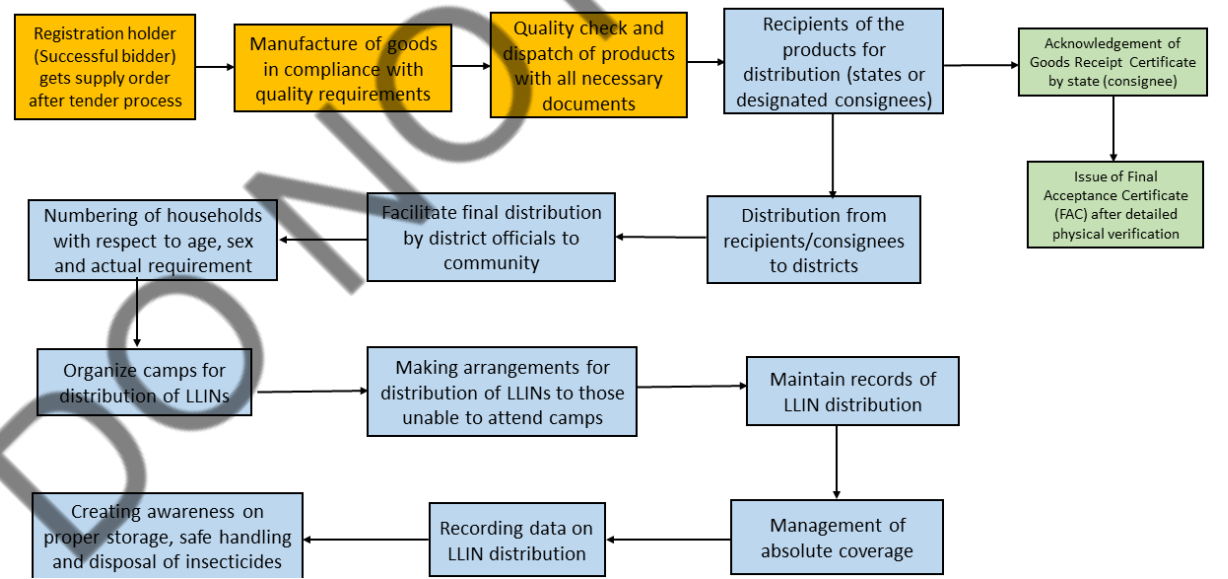 Registration holder
(Successful bidder)
gets supply order
after tender process
Manufacture of goods
in compliance with
quality requirements
Quality check and
dispatch of products
with all necessary
documents
Recipients of the
products for
distribution (states or
designated consignees)
Acknowledgement of
Goods Receipt Certificate
by state (consignee)
Issue of Final
Acceptance Certificate
(FAC) after detailed
physical verification
Distribution from
recipients/consignees
to districts
Facilitate final distribution
by district officials to
community
Numbering of households
with respect to age, sex
and actual requirement
Organize camps for
distribution of LLINs
Making arrangements for
distribution of LLINs to those
unable to attend camps
Maintain records of
LLIN distribution
Management of
absolute coverage
Recording data on
LLIN distribution
Creating awareness on
proper storage, safe handling
and disposal of insecticides
DO NO